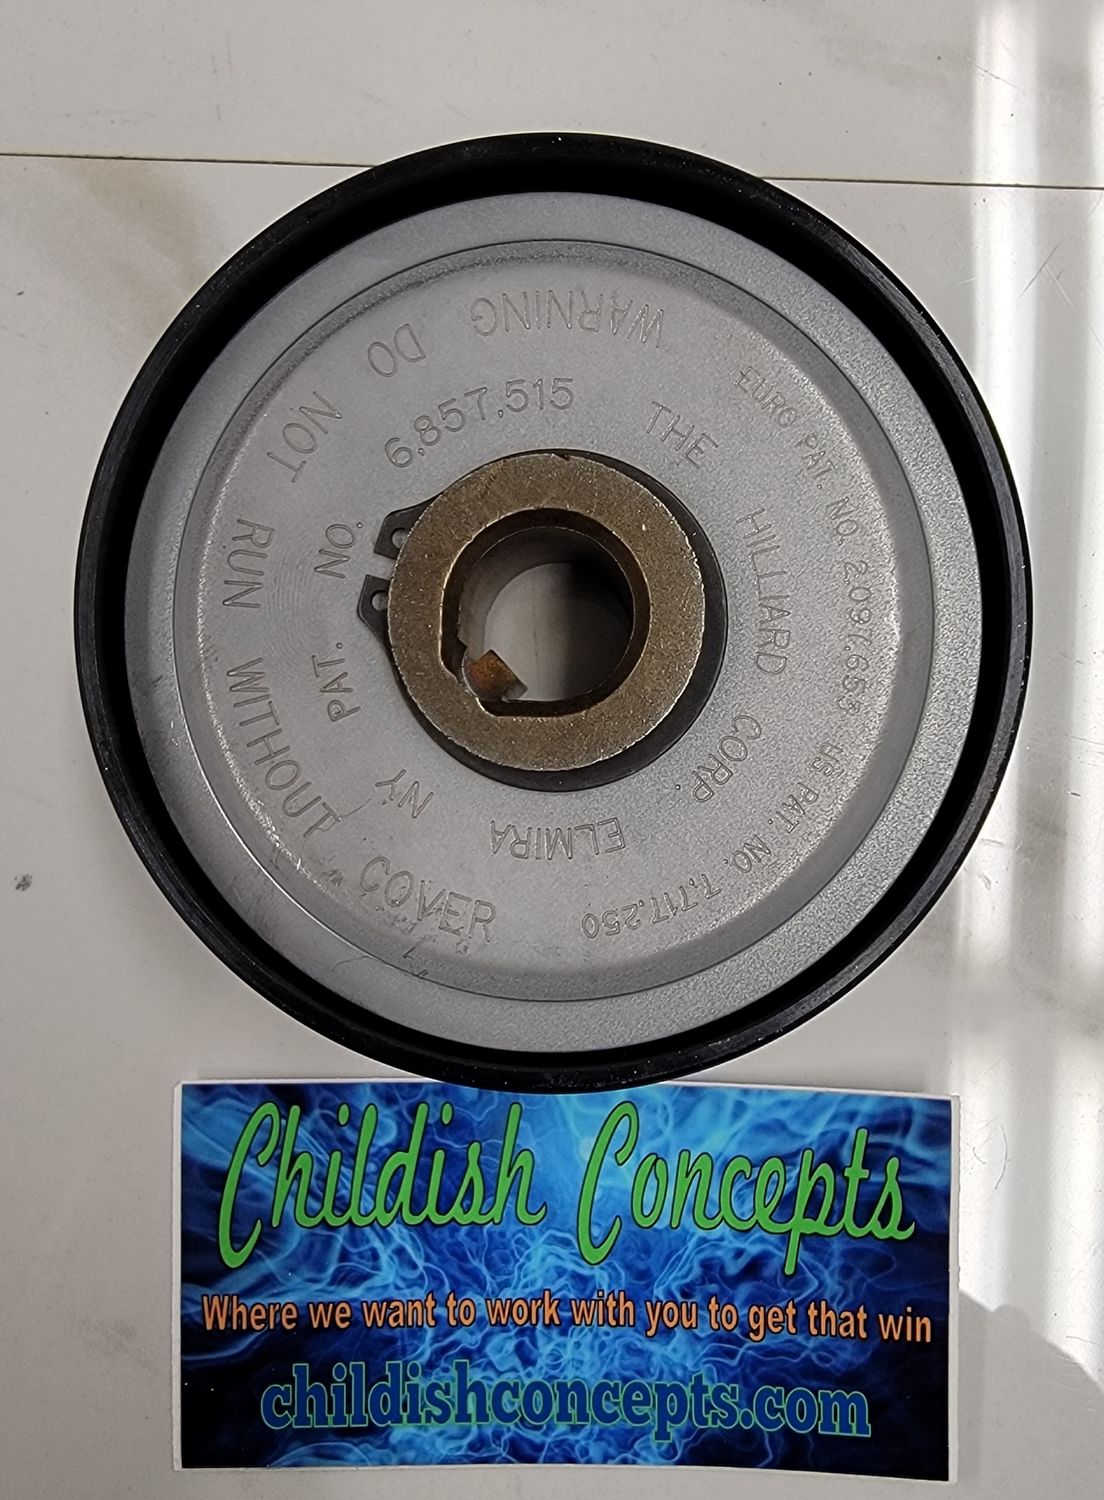 WARNING DO NOT RUN WITHOUT COVER
EURO PAT. NO. 2,097,653 US PAT. NO. 7,717,250
THE HILLIARD CORP. ELMIRA NY
PAT. NO. 6,857,515
Childish Concepts
Where we want to work with you to get that win
childishconcepts.com